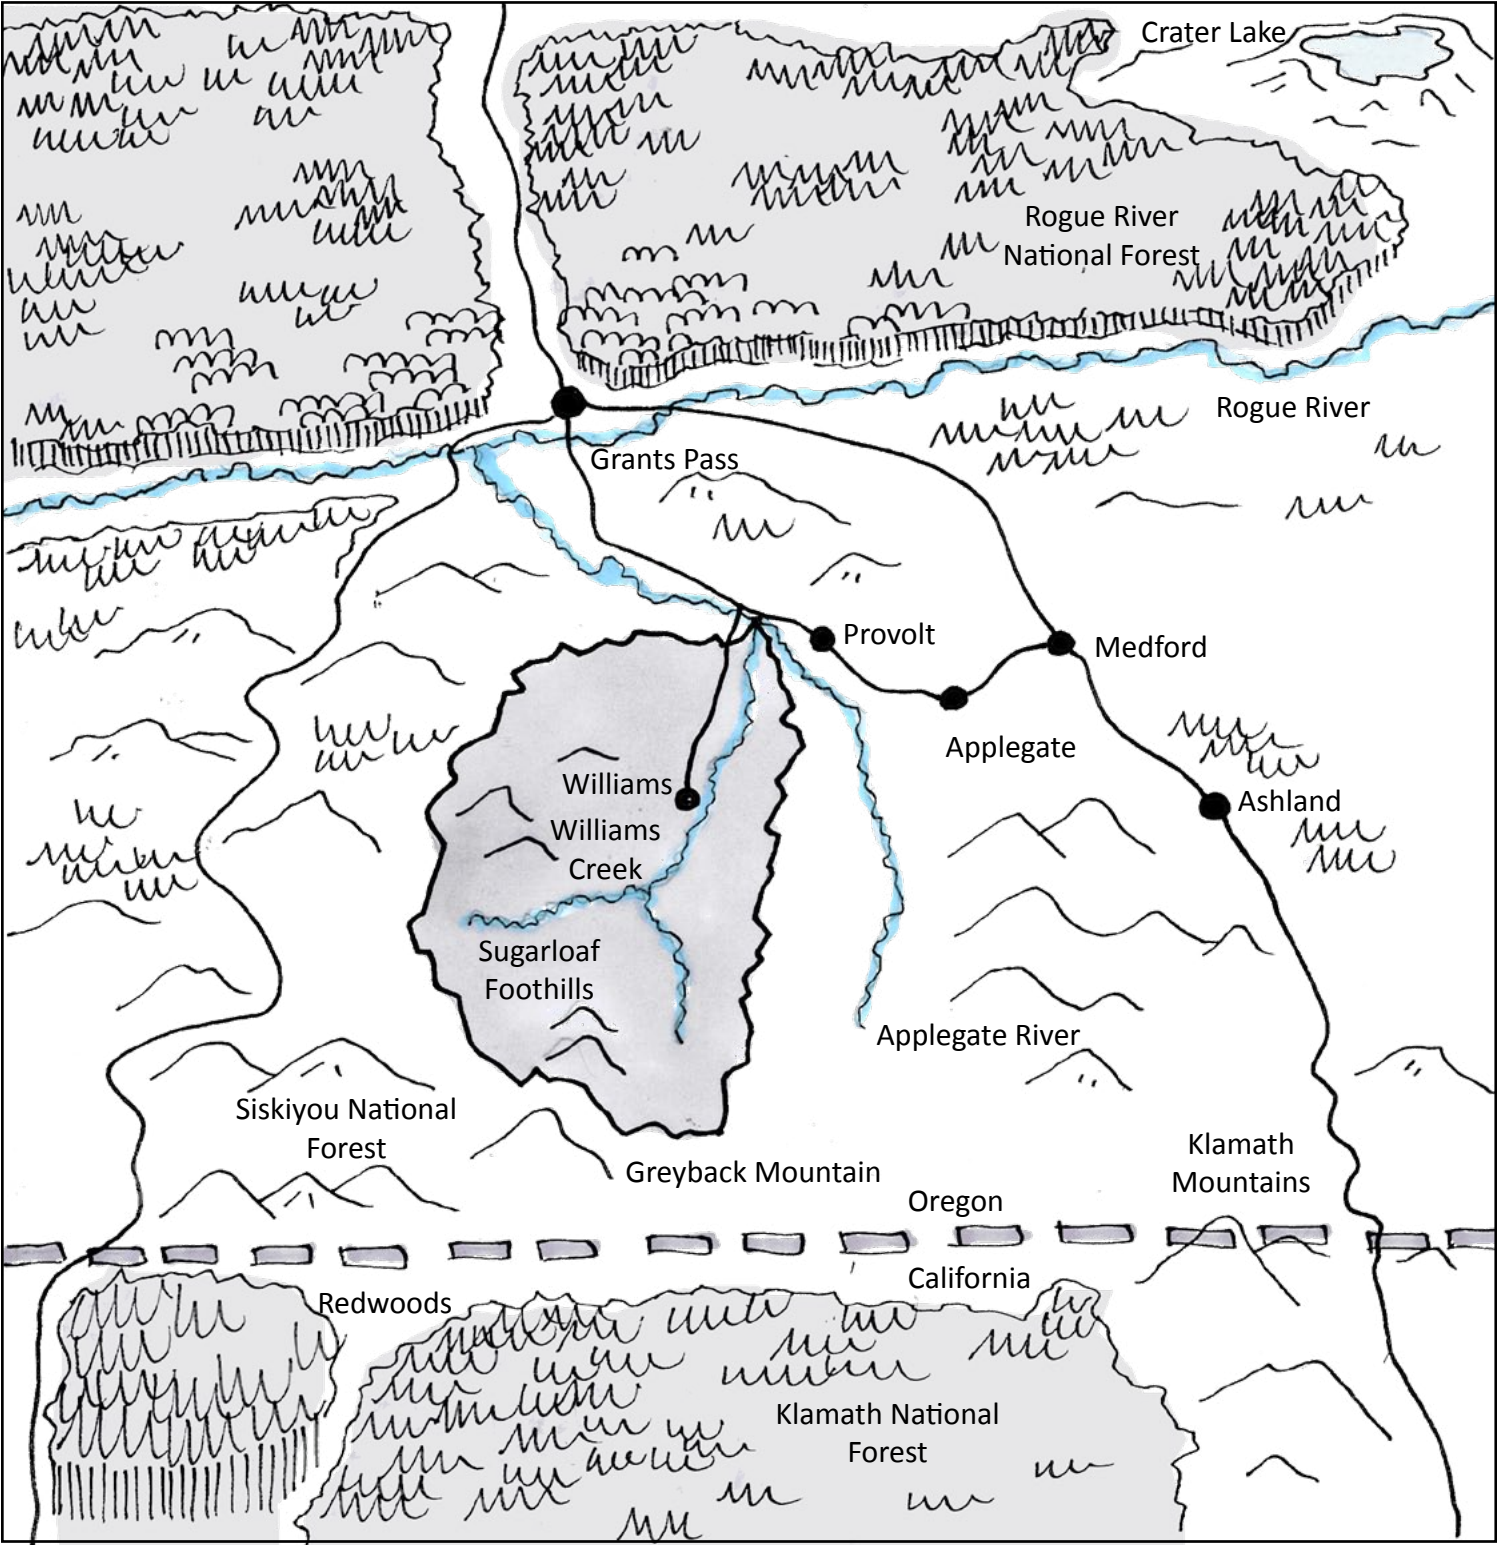 Crater Lake
Rogue River
National Forest
Rogue River
Grants Pass
Provolt
Medford
Applegate
Williams
Ashland
Williams
Creek
Sugarloaf
Foothills
Applegate River
Siskiyou National
Forest
Greyback Mountain
Klamath
Mountains
Oregon
California
Redwoods
Klamath National
Forest